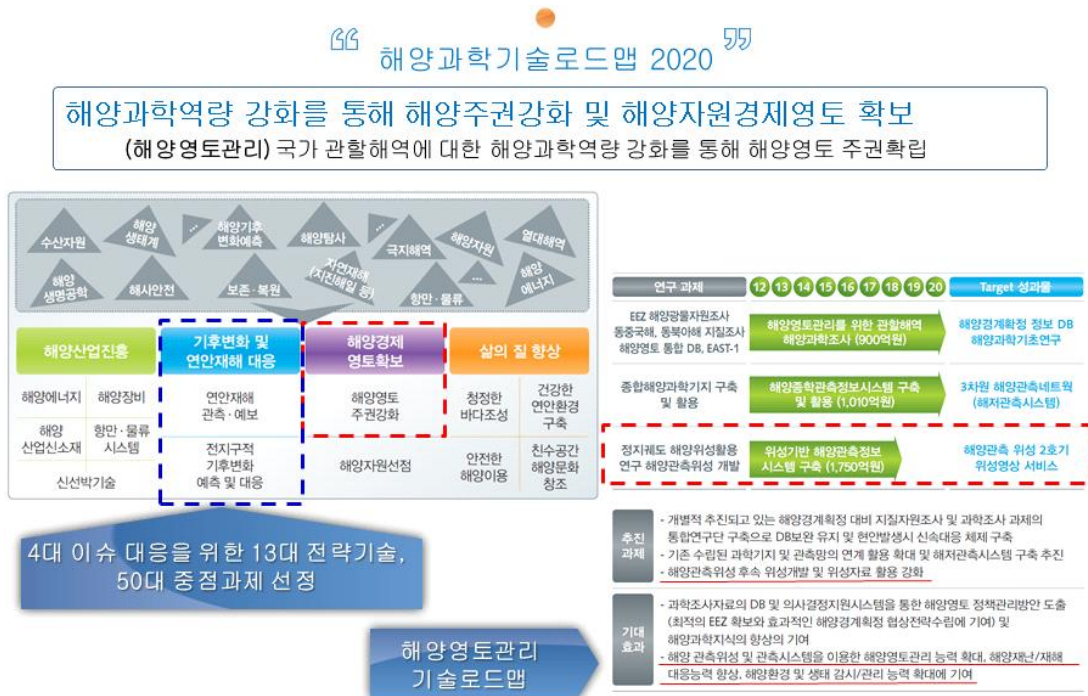 “ 해양과학기술로드맵 2020 ”
해양과학역량 강화를 통해 해양주권강화 및 해양자원경제영토 확보
(해양영토관리) 국가 관할해역에 대한 해양과학역량 강화를 통해 해양영토 주권확립
수산자원
해양
생태계
...
해양기후
변화예측
해양탐사
...
극지해역
해양자원
열대해역
해양
생명공학
해사안전
보존·복원
자연재해
(지진해일 등)
항만·물류
...
해양
에너지
해양산업진흥
해양에너지
해양장비
해양
산업신소재
항만·물류
시스템
신선박기술
기후변화 및
연안재해 대응
연안재해
관측·예보
전지구적
기후변화
예측 및 대응
해양경제
영토확보
해양영토
주권강화
해양자원선점
삶의 질 향상
청정한
바다조성
건강한
연안환경
구축
안전한
해양이용
친수공간
해양문화
창조
4대 이슈 대응을 위한 13대 전략기술,
50대 중점과제 선정
해양영토관리
기술로드맵
연구 과제 12 13 14 15 16 17 18 19 20 Target 성과물
EEZ 해양광물자원조사
동중국해, 동북아해 지질조사
해양영토 통합 DB, EAST-1
해양영토관리를 위한 관할해역
해양과학조사 (900억원)
해양경계획정 정보 DB
해양과학기초연구
종합해양과학기지 구축
및 활용
해양종학관측정보시스템 구축
및 활용 (1,010억원)
3차원 해양관측네트웍
(해저관측시스템)
정지궤도 해양위성활용
연구 해양관측위성 개발
위성기반 해양관측정보
시스템 구축 (1,750억원)
해양관측 위성 2호기
위성영상 서비스
추진
과제
- 개별적 추진되고 있는 해양경계획정 대비 지질자원조사 및 과학조사 과제의
통합연구단 구축으로 DB보완 유지 및 현안발생시 신속대응 체제 구축
- 기존 수립된 과학기지 및 관측망의 연계 활용 확대 및 해저관측시스템 구축 추진
- 해양관측위성 후속 위성개발 및 위성자료 활용 강화
기대
효과
- 과학조사자료의 DB 및 의사결정지원시스템을 통한 해양영토 정책관리방안 도출
(최적의 EEZ 확보와 효과적인 해양경계획정 협상전략수립에 기여) 및
해양과학지식의 향상의 기여
- 해양 관측위성 및 관측시스템을 이용한 해양영토관리 능력 확대, 해양재난/재해
대응능력 향상, 해양환경 및 생태 감시/관리 능력 확대에 기여